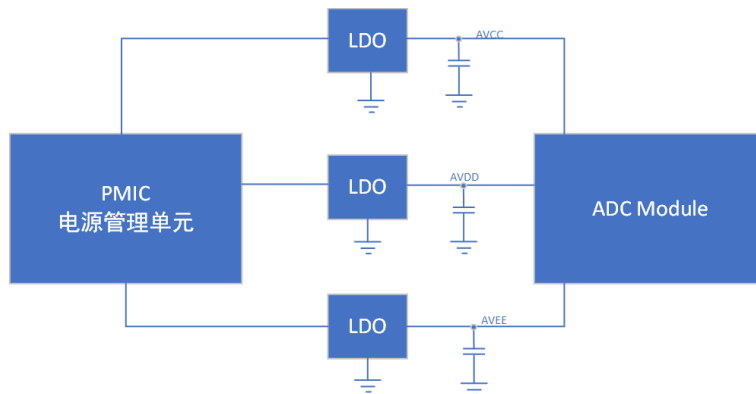 LDO
AVCC
PMIC
电源管理单元
LDO
AVDD
ADC Module
LDO
AVEE